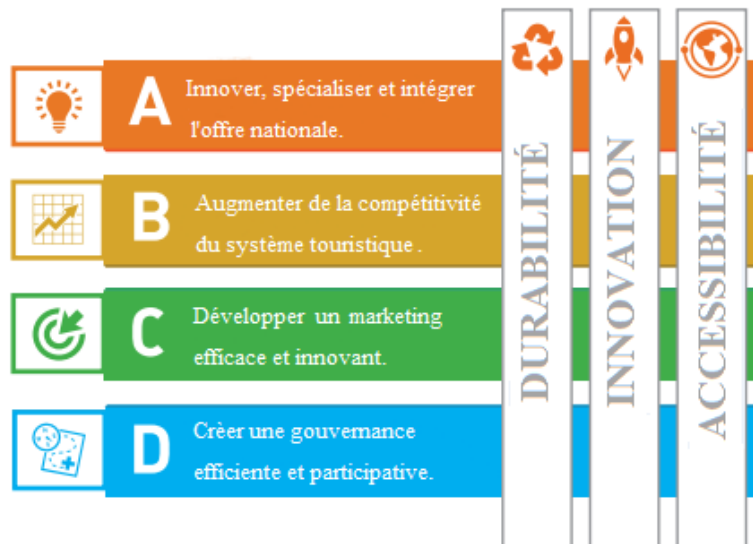 A
Innover, spécialiser et intégrer
l'offre nationale.
B
Augmenter de la compétitivité
du système touristique .
C
Développer un marketing
efficace et innovant.
D
Crèer une gouvernance
efficiente et participative.
DURABILITÉ
INNOVATION
ACCESSIBILITÉ